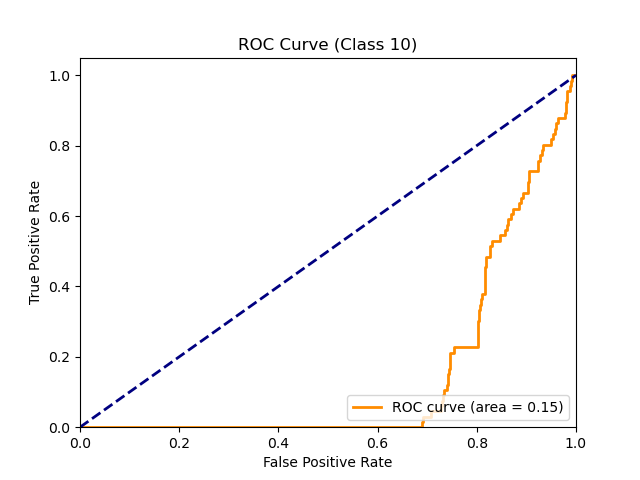 ROC Curve (Class 10)
True Positive Rate
1.0
0.8
0.6
0.4
0.2
0.0
ROC curve (area = 0.15)
0.0 0.2 0.4 0.6 0.8 1.0
False Positive Rate